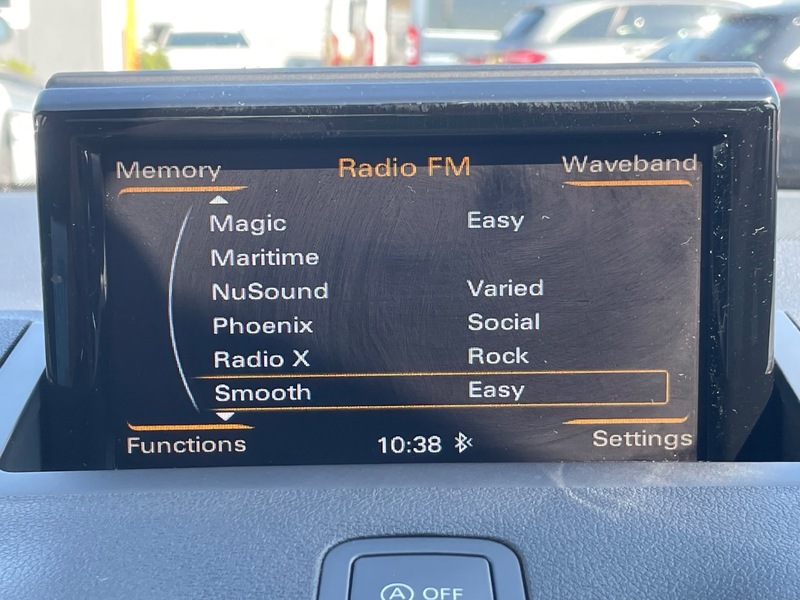 Memory Radio FM Waveband
Magic Easy
Maritime
NuSound Varied
Phoenix Social
Radio X Rock
Smooth Easy
Functions 10:38 Settings
A OFF